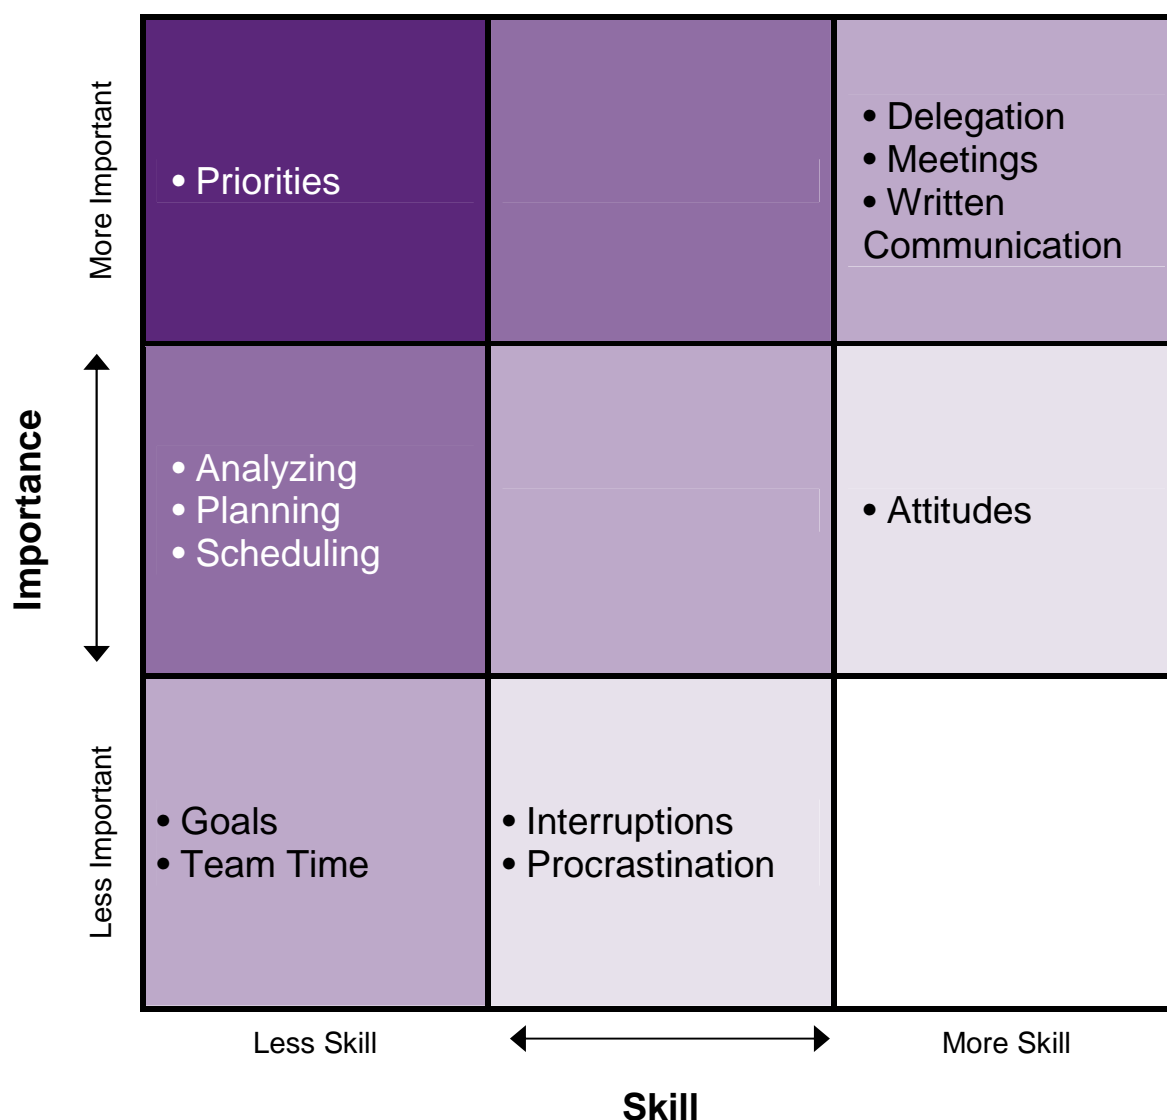 More Important
• Priorities
• Delegation
• Meetings
• Written
Communication
Importance
• Analyzing
• Planning
• Scheduling
• Attitudes
Less Important
• Goals
• Team Time
• Interruptions
• Procrastination
Less Skill
More Skill
Skill